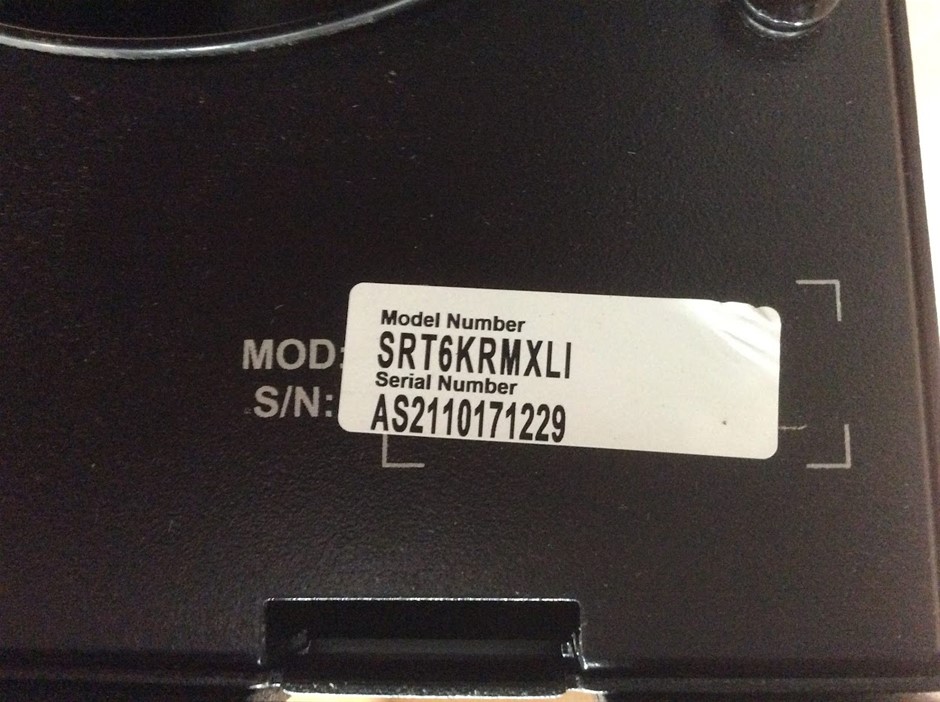 Model Number
MOD: SRT6KRMXLI
Serial Number
S/N: AS2110171229